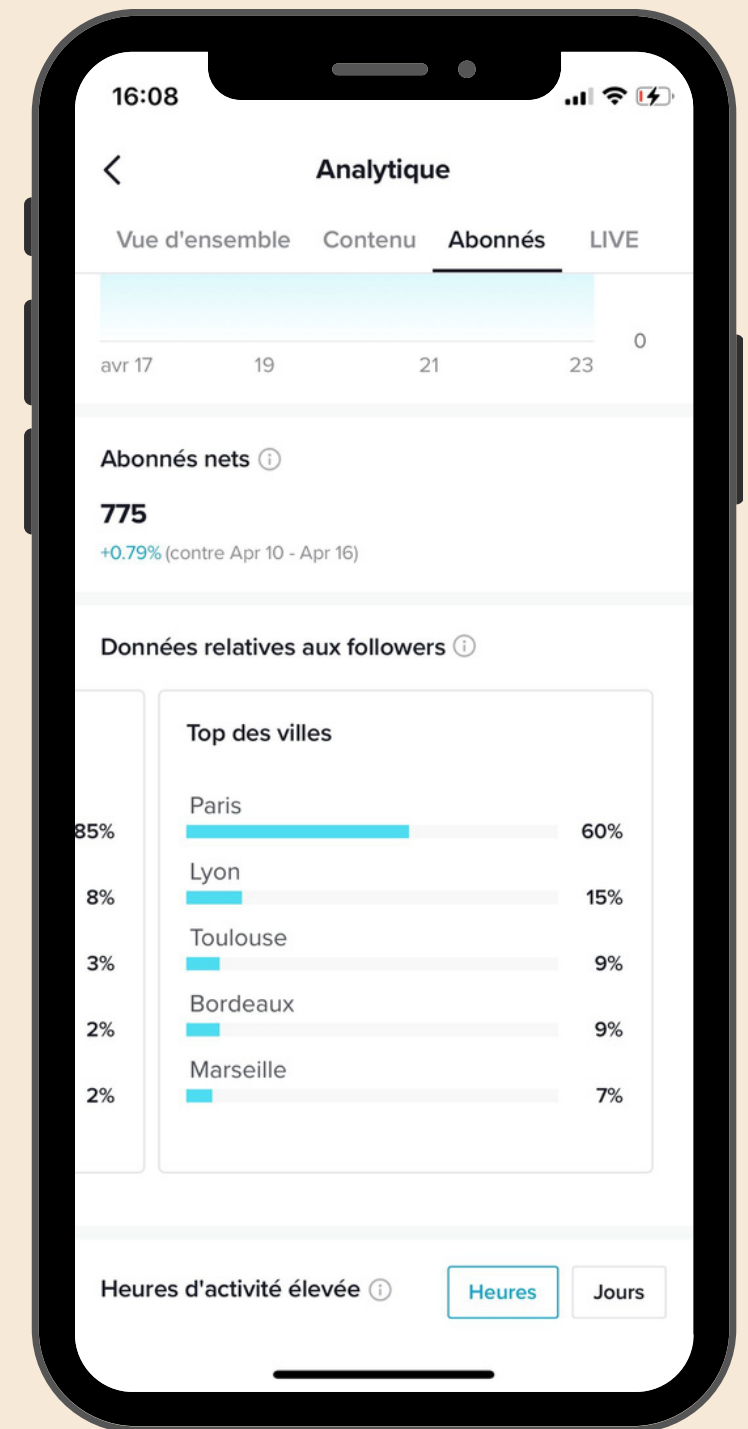 16:08
Analytique
Vue d'ensemble Contenu Abonnés LIVE
0
avr 17 19 21 23
Abonnés nets
775
+0.79% (contre Apr 10 - Apr 16)
Données relatives aux followers
Top des villes
Paris
85% 60%
Lyon
8% 15%
Toulouse
3% 9%
Bordeaux
2% 9%
Marseille
2% 7%
Heures d'activité élevée Heures Jours